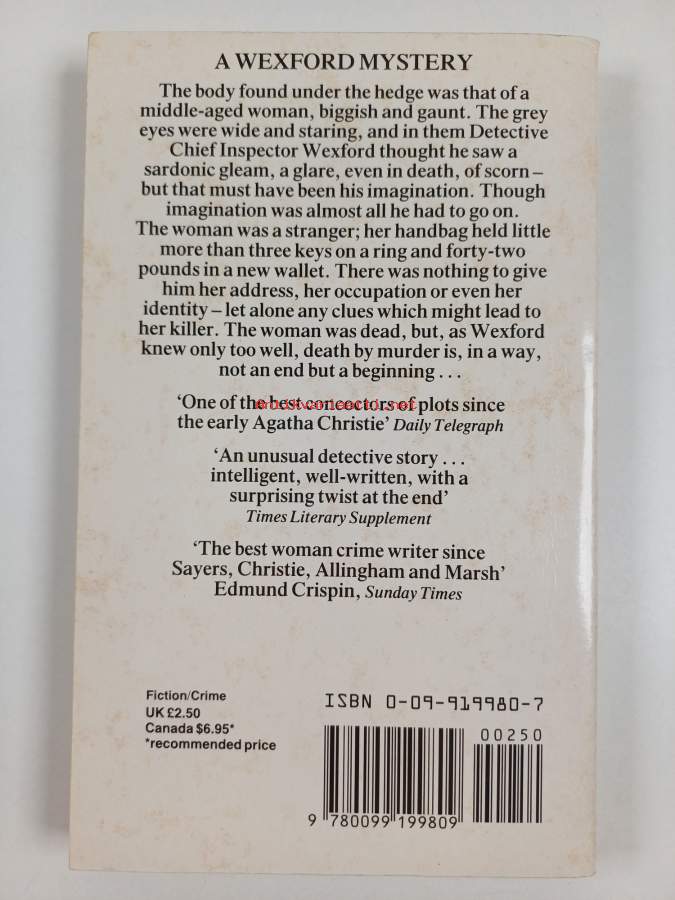 A WEXFORD MYSTERY
The body found under the hedge was that of a
middle-aged woman, biggish and gaunt. The grey
eyes were wide and staring, and in them Detective
Chief Inspector Wexford thought he saw a
sardonic gleam, a glare, even in death, of scorn –
but that must have been his imagination. Though
imagination was almost all he had to go on.
The woman was a stranger; her handbag held little
more than three keys on a ring and forty-two
pounds in a new wallet. There was nothing to give
him her address, her occupation or even her
identity – let alone any clues which might lead to
her killer. The woman was dead, but, as Wexford
knew only too well, death by murder is, in a way,
not an end but a beginning . . .
‘One of the best concoctors of plots since
the early Agatha Christie’ Daily Telegraph
‘An unusual detective story . . .
intelligent, well-written, with a
surprising twist at the end’
Times Literary Supplement
‘The best woman crime writer since
Sayers, Christie, Allingham and Marsh’
Edmund Crispin, Sunday Times
Fiction/Crime
UK £2.50
Canada $6.95*
*recommended price
ISBN 0-09-919980-7
00250
9 780099 199809